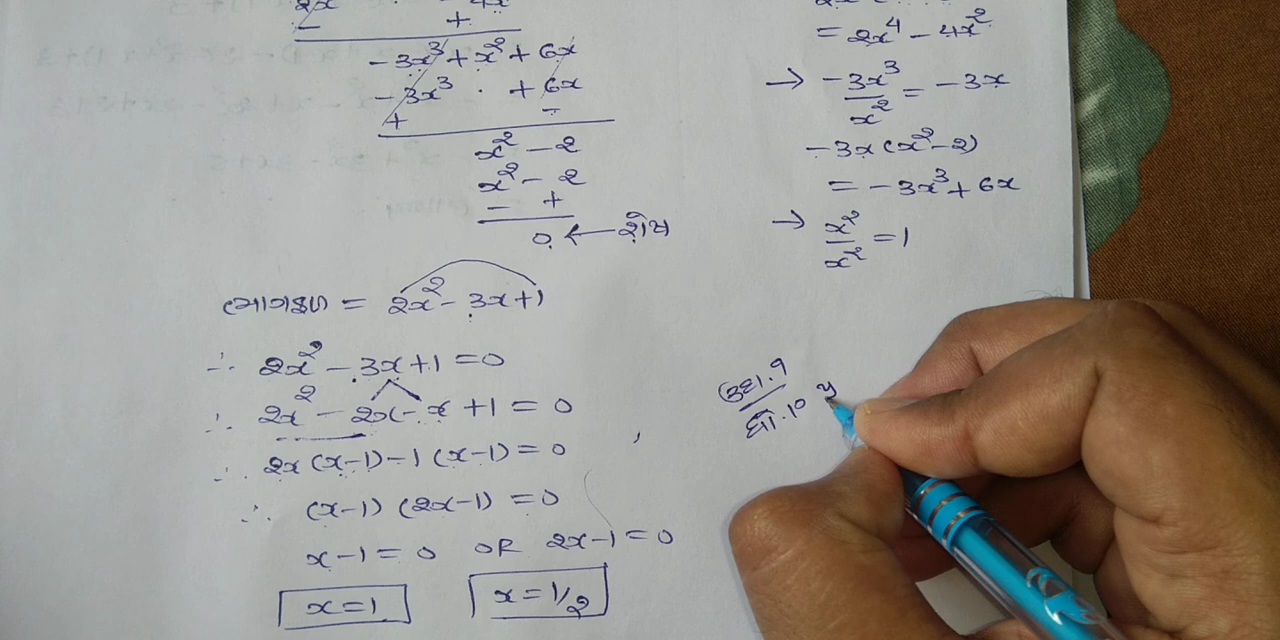 2x² - 4x²
- +
-3x³ + x² + 6x
-3x³ + 6x
+ -
x² - 2
x² - 2
- +
0 ← શેષ
ભાગફળ = 2x² - 3x + 1
∴ 2x² - 3x + 1 = 0
∴ 2x² - 2x - x + 1 = 0
∴ 2x (x-1) - 1 (x-1) = 0
∴ (x-1) (2x-1) = 0
x - 1 = 0 OR 2x - 1 = 0
x = 1 x = 1/2
= 2x⁴ - 4x²
→ -3x³/x² = -3x
-3x (x² - 2)
= -3x³ + 6x
→ x²/x² = 1
ઉદા. 9
ધો. 10